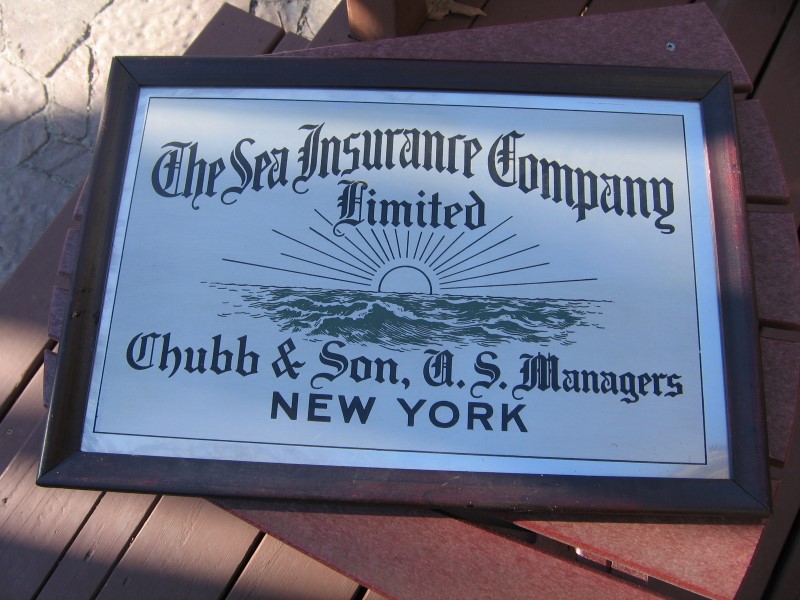 The Sea Insurance Company
Limited
Chubb & Son, U. S. Managers
NEW YORK